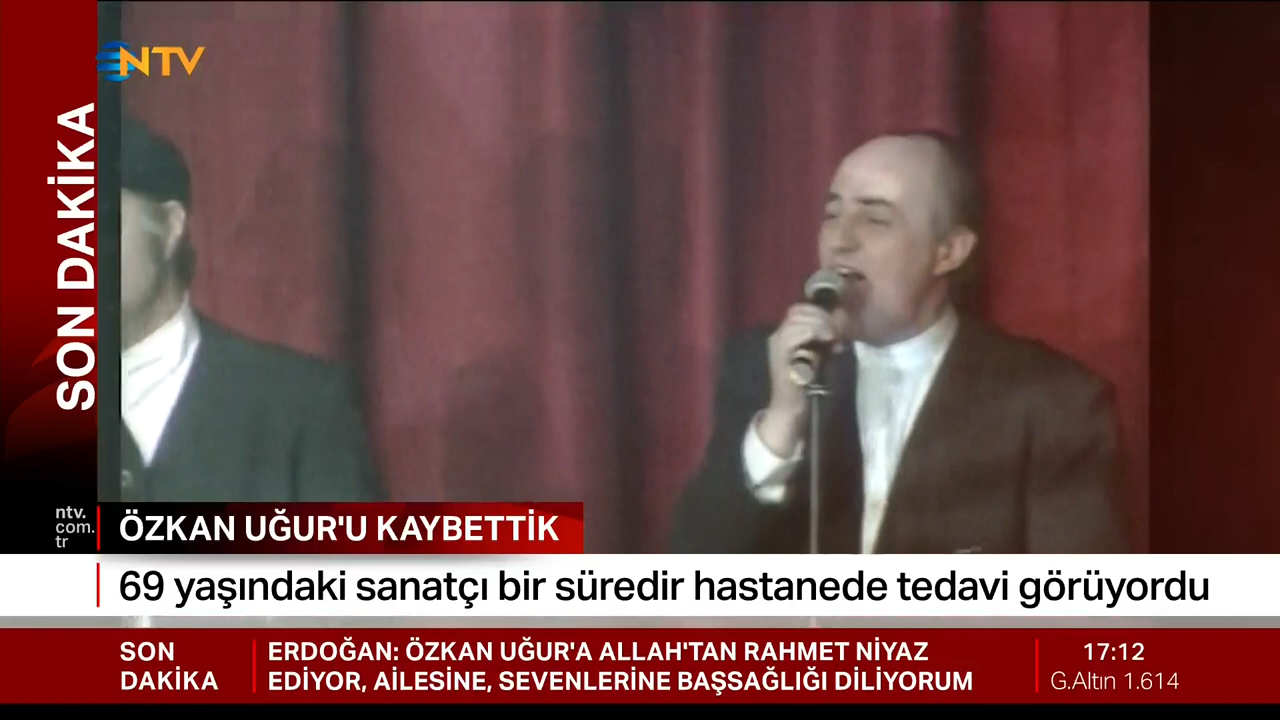 NTV
SON DAKİKA
ntv.
com.
tr
ÖZKAN UĞUR'U KAYBETTİK
69 yaşındaki sanatçı bir süredir hastanede tedavi görüyordu
SON
DAKİKA
ERDOĞAN: ÖZKAN UĞUR'A ALLAH'TAN RAHMET NİYAZ
EDİYOR, AİLESİNE, SEVENLERİNE BAŞSAĞLIĞI DİLİYORUM
17:12
G.Altın 1.614